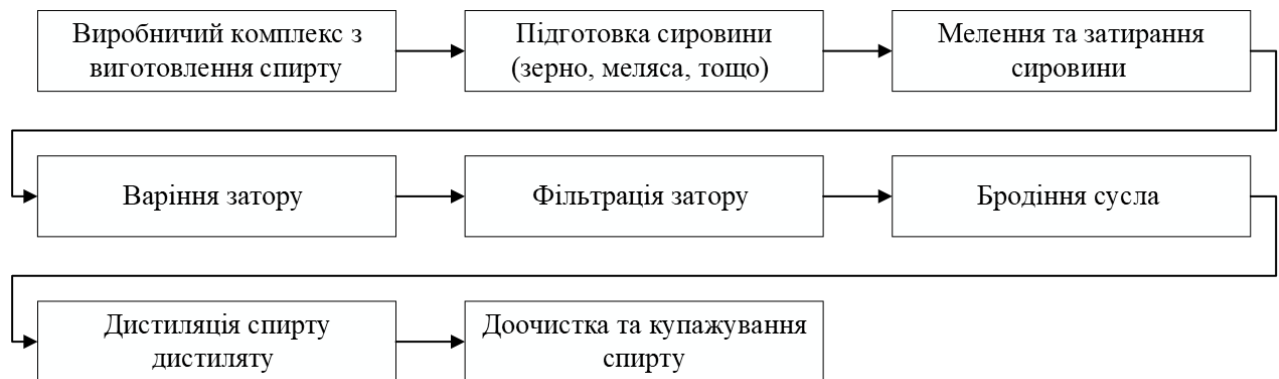 Виробничий комплекс з
виготовлення спирту
Підготовка сировини
(зерно, меляса, тощо)
Мелення та затирання
сировини
Варіння затору
Фільтрація затору
Бродіння сусла
Дистиляція спирту
дистиляту
Доочистка та купажування
спирту